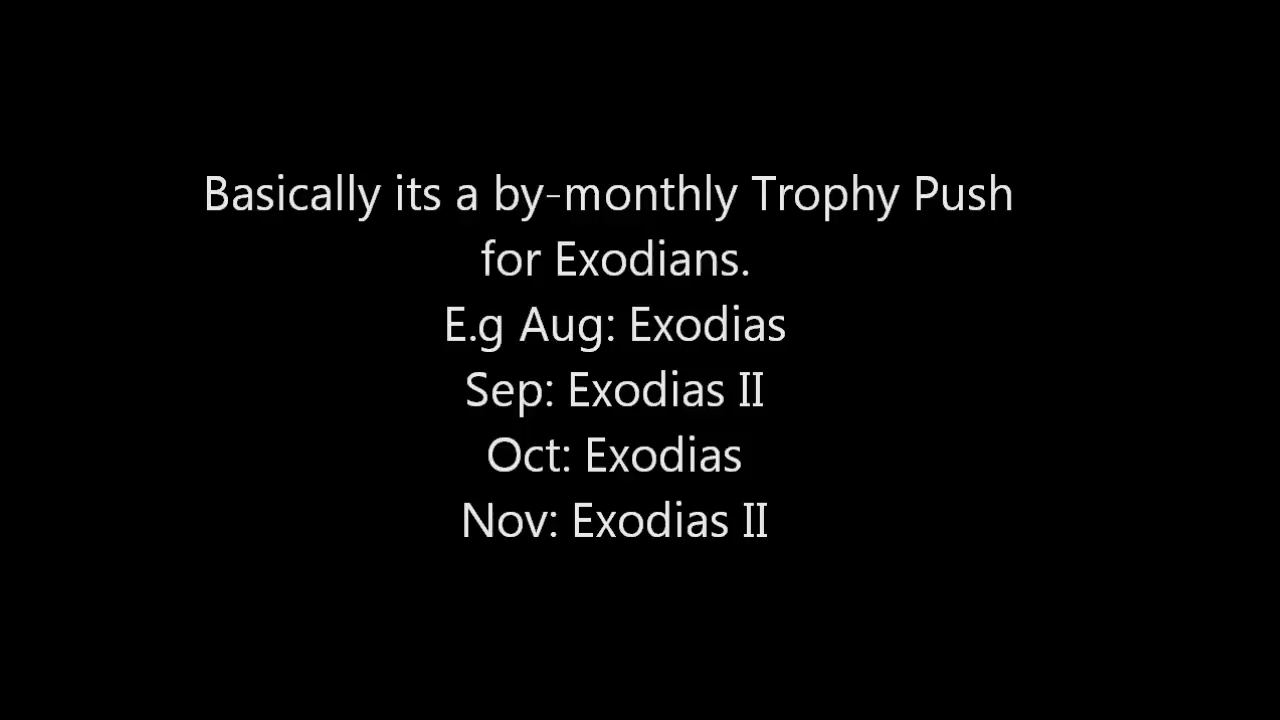 Basically its a by-monthly Trophy Push
for Exodians.
E.g Aug: Exodias
Sep: Exodias II
Oct: Exodias
Nov: Exodias II